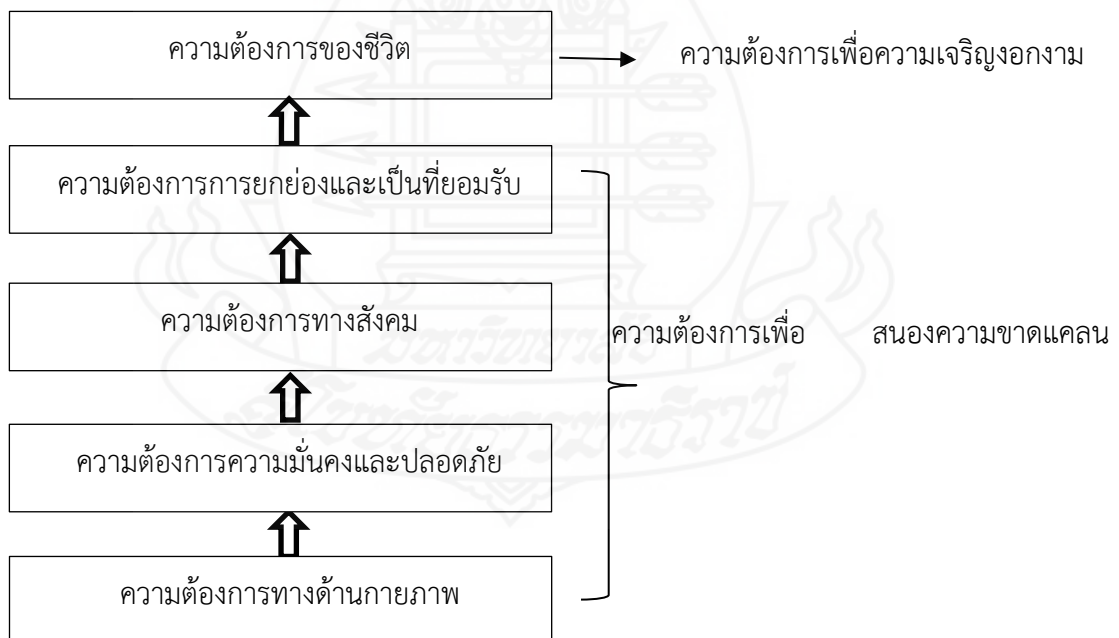 ความต้องการของชีวิต
ความต้องการเพื่อความเจริญงอกงาม
ความต้องการการยกย่องและเป็นที่ยอมรับ
ความต้องการทางสังคม
ความต้องการเพื่อ สนองความขาดแคลน
ความต้องการความมั่นคงและปลอดภัย
ความต้องการทางด้านกายภาพ